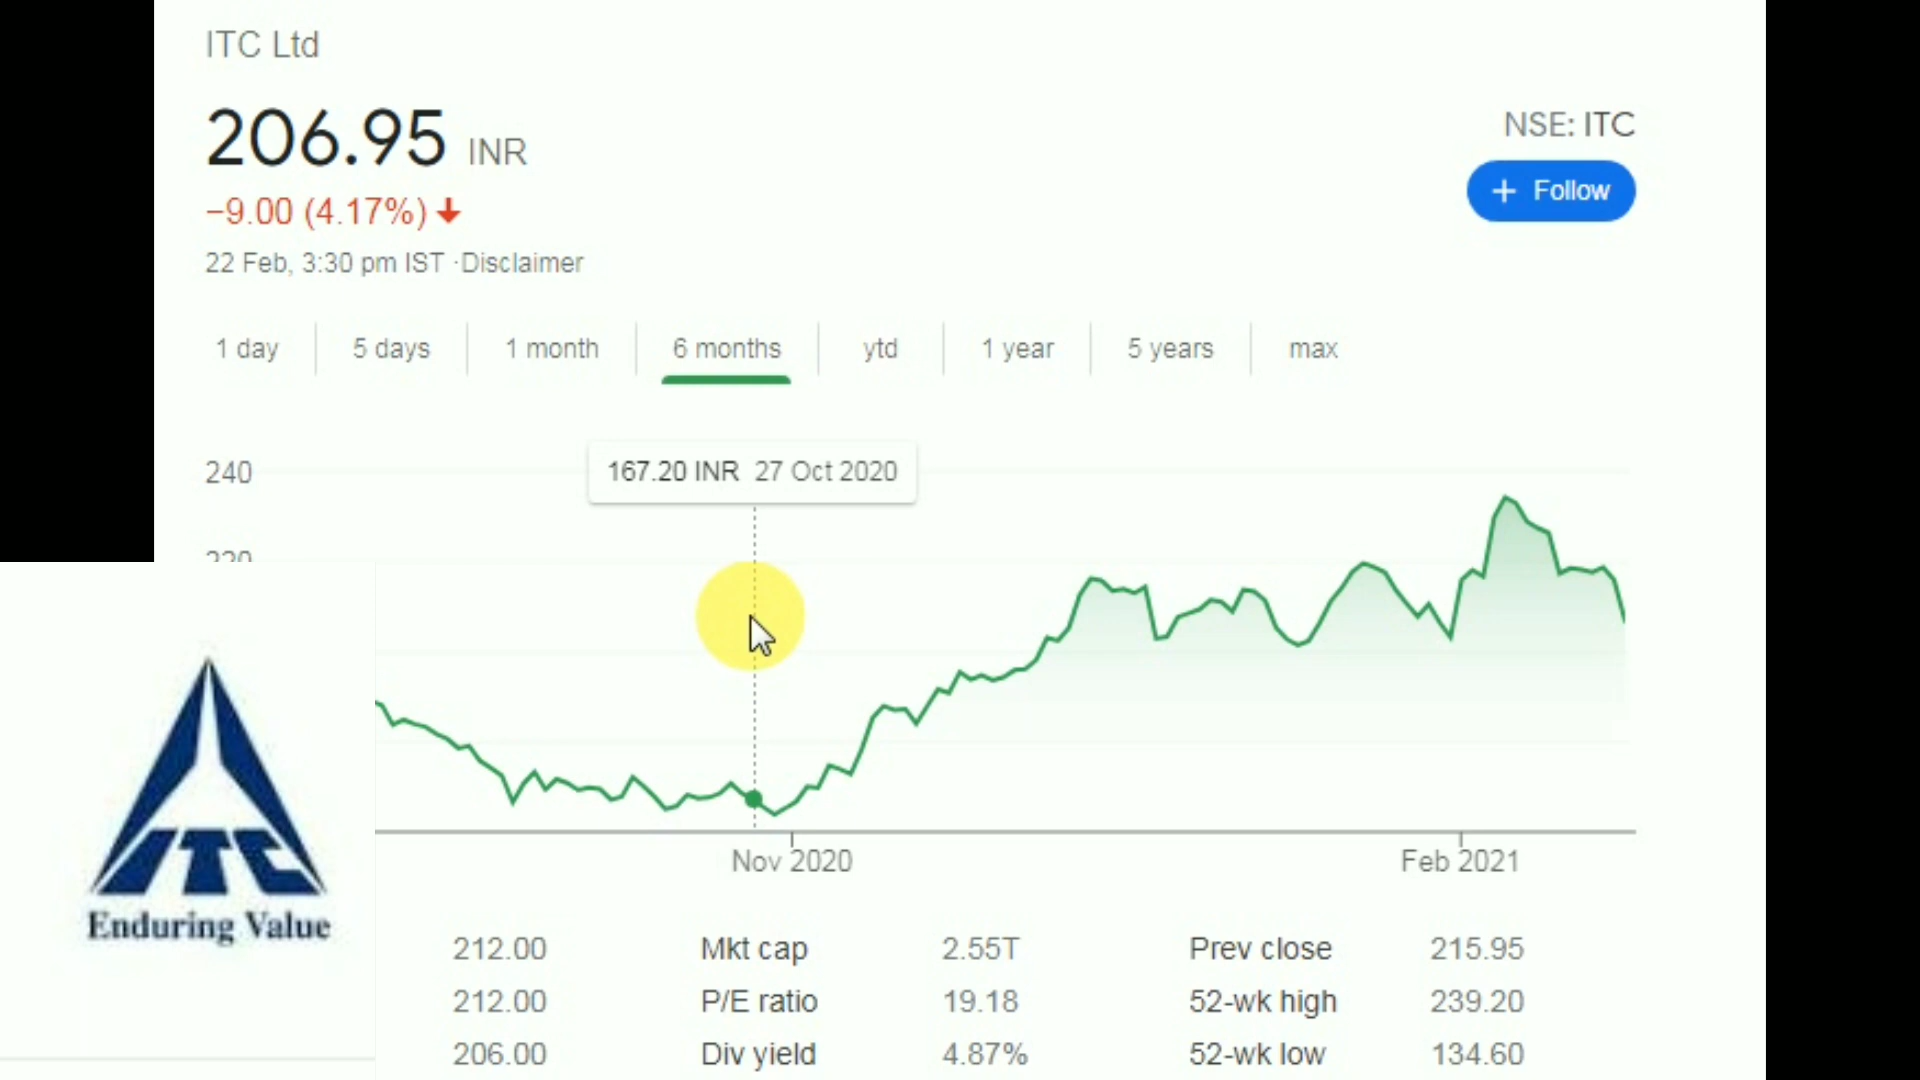 ITC Ltd
206.95 INR
NSE: ITC
+ Follow
−9.00 (4.17%)
22 Feb, 3:30 pm IST · Disclaimer
1 day 5 days 1 month 6 months ytd 1 year 5 years max
240
167.20 INR 27 Oct 2020
220
ITC
Enduring Value
Nov 2020 Feb 2021
212.00 Mkt cap 2.55T Prev close 215.95
212.00 P/E ratio 19.18 52-wk high 239.20
206.00 Div yield 4.87% 52-wk low 134.60